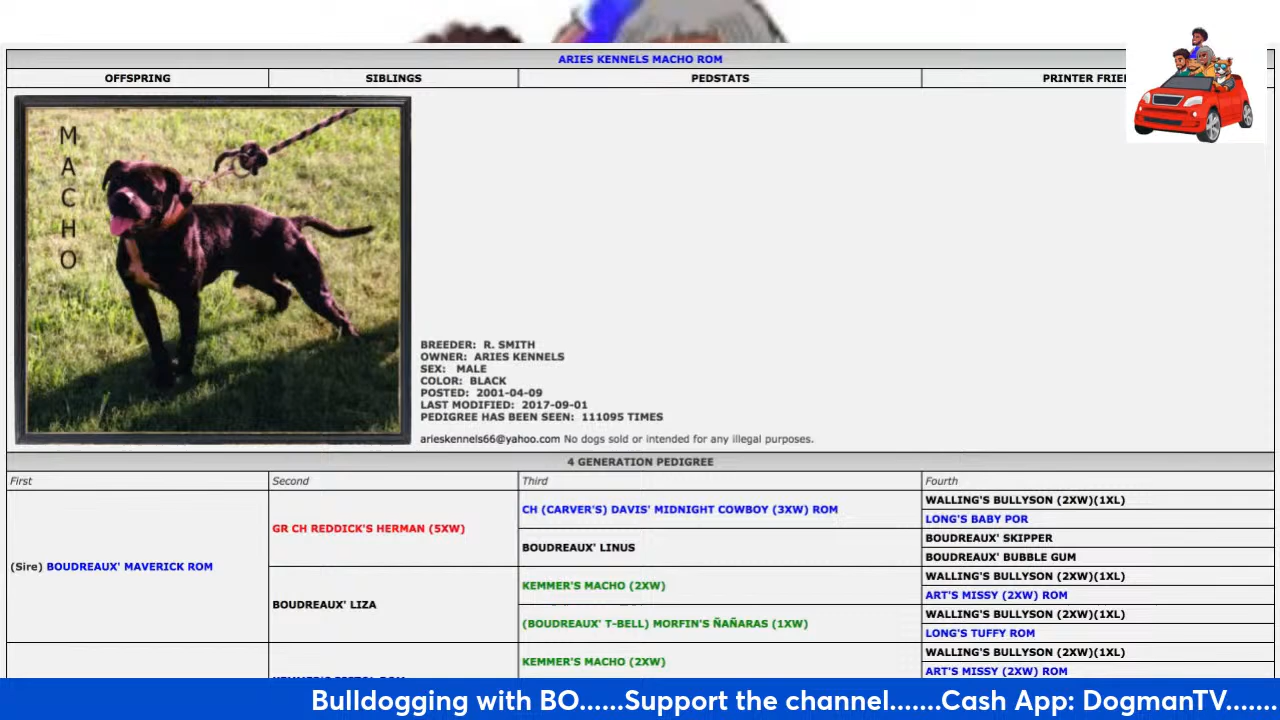 ARIES KENNELS MACHO ROM
OFFSPRING SIBLINGS PEDSTATS PRINTER FRIE
M
A
C
H
O
BREEDER: R. SMITH
OWNER: ARIES KENNELS
SEX: MALE
COLOR: BLACK
POSTED: 2001-04-09
LAST MODIFIED: 2017-09-01
PEDIGREE HAS BEEN SEEN: 111095 TIMES
arieskennels66@yahoo.com No dogs sold or intended for any illegal purposes.
4 GENERATION PEDIGREE
First Second Third Fourth
WALLING'S BULLYSON (2XW)(1XL)
CH (CARVER'S) DAVIS' MIDNIGHT COWBOY (3XW) ROM
LONG'S BABY POR
GR CH REDDICK'S HERMAN (5XW)
BOUDREAUX' SKIPPER
BOUDREAUX' LINUS
BOUDREAUX' BUBBLE GUM
(Sire) BOUDREAUX' MAVERICK ROM
WALLING'S BULLYSON (2XW)(1XL)
KEMMER'S MACHO (2XW)
ART'S MISSY (2XW) ROM
BOUDREAUX' LIZA
WALLING'S BULLYSON (2XW)(1XL)
(BOUDREAUX' T-BELL) MORFIN'S ÑAÑARAS (1XW)
LONG'S TUFFY ROM
WALLING'S BULLYSON (2XW)(1XL)
KEMMER'S MACHO (2XW)
ART'S MISSY (2XW) ROM
Bulldogging with BO......Support the channel.......Cash App: DogmanTV.......